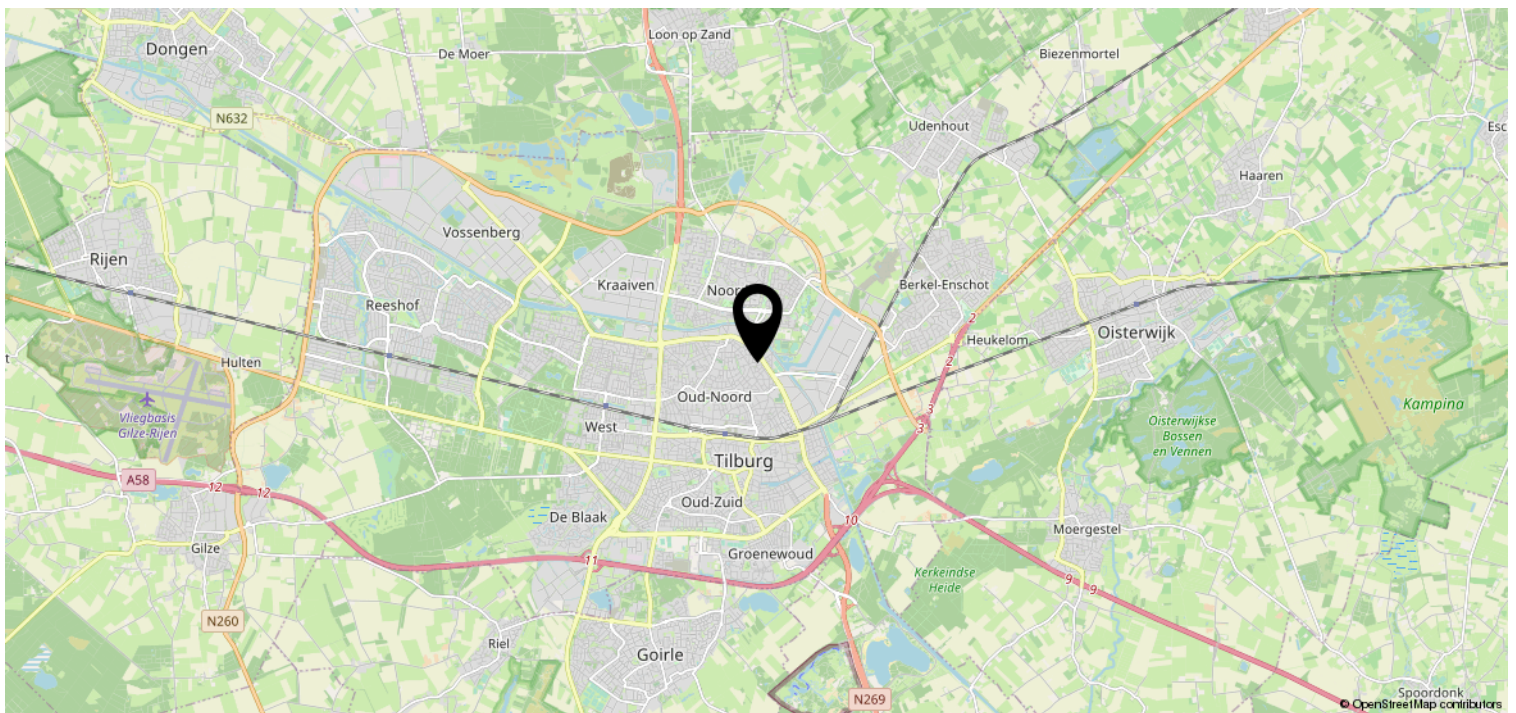 Dongen
De Moer
Loon op Zand
Biezenmortel
N632
Udenhout
Haaren
Vossenberg
Rijen
Reeshof
Kraaiven
Berkel-Enschot
2
Oisterwijk
Heukelom
2
Hulten
Oud-Noord
3
3
Vliegbasis
Gilze-Rijen
West
Kampina
Oisterwijkse
Bossen
en Vennen
Tilburg
A58
12
12
Oud-Zuid
De Blaak
10
Moergestel
Gilze
Groenewoud
11
Kerkeindse
Heide
9
9
N260
Riel
Goirle
N269
Spoordonk
© OpenStreetMap contributors